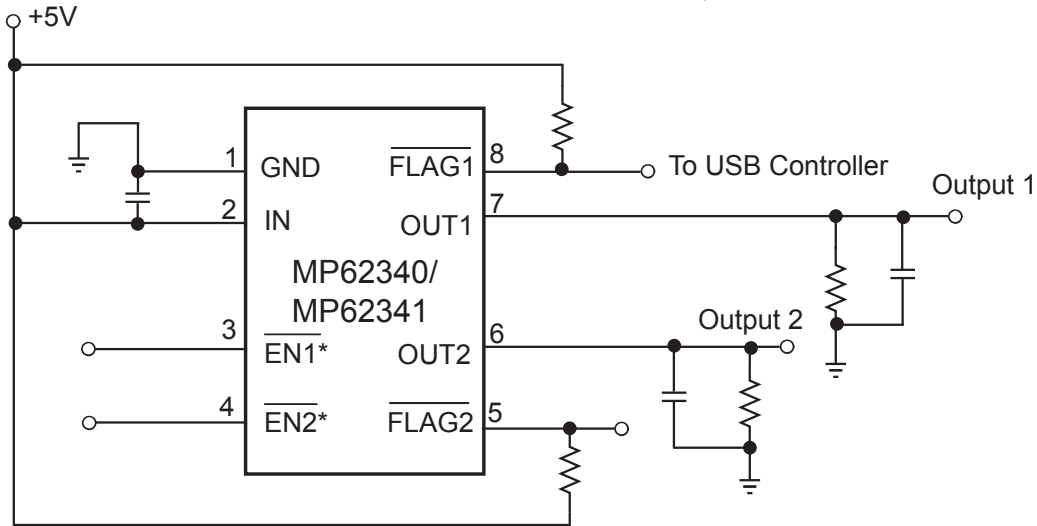 +5V
1
GND
2
IN
3
EN1*
4
EN2*
MP62340/
MP62341
FLAG1
8
To USB Controller
OUT1
7
Output 1
OUT2
6
Output 2
FLAG2
5